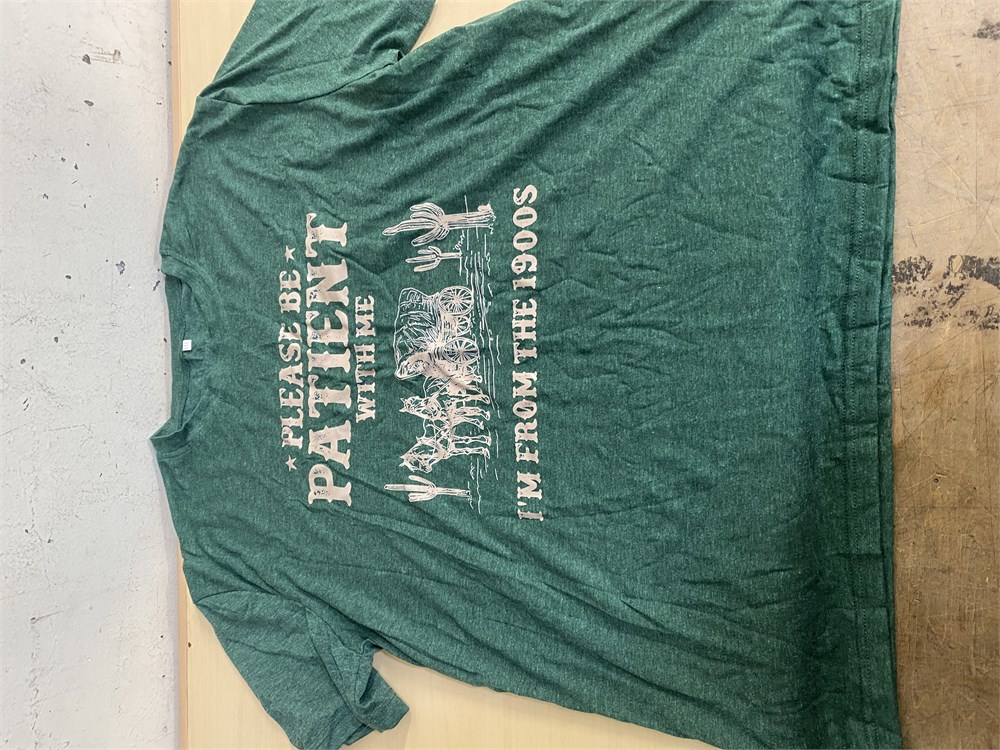 PLEASE BE
PATIENT
WITH ME
I'M FROM THE 1900S